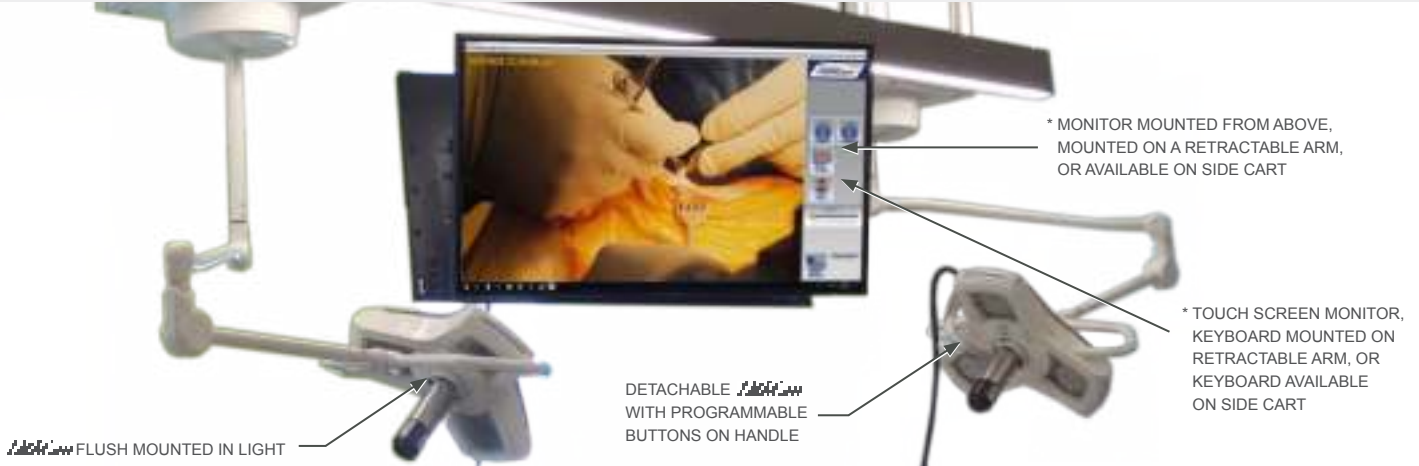 * MONITOR MOUNTED FROM ABOVE,
MOUNTED ON A RETRACTABLE ARM,
OR AVAILABLE ON SIDE CART
* TOUCH SCREEN MONITOR,
KEYBOARD MOUNTED ON
RETRACTABLE ARM, OR
KEYBOARD AVAILABLE
ON SIDE CART
DETACHABLE
WITH PROGRAMMABLE
BUTTONS ON HANDLE
FLUSH MOUNTED IN LIGHT